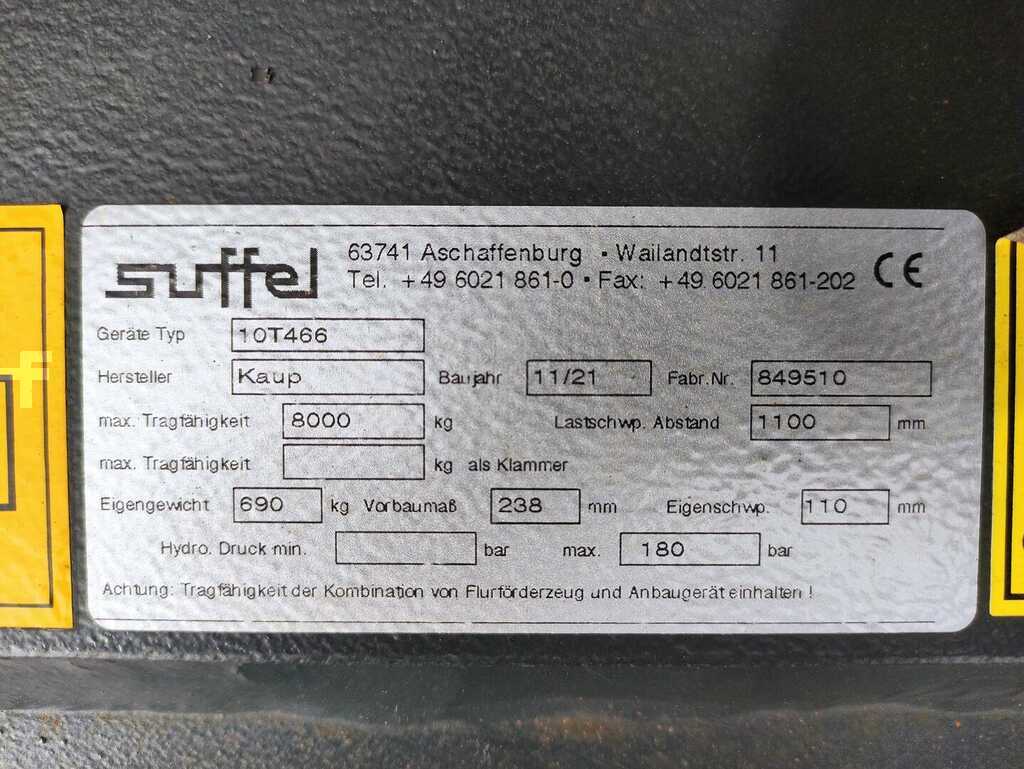 suffel
63741 Aschaffenburg • Wailandtstr. 11
Tel. +49 6021 861-0 • Fax: +49 6021 861-202 CE
Geräte Typ 10T466
Hersteller Kaup Baujahr 11/21 Fabr.Nr. 849510
max. Tragfähigkeit 8000 kg Lastschwp. Abstand 1100 mm
max. Tragfähigkeit kg als Klammer
Eigengewicht 690 kg Vorbaumaß 238 mm Eigenschwp. 110 mm
Hydro. Druck min. bar max. 180 bar
Achtung: Tragfähigkeit der Kombination von Flurförderzeug und Anbaugerät einhalten !